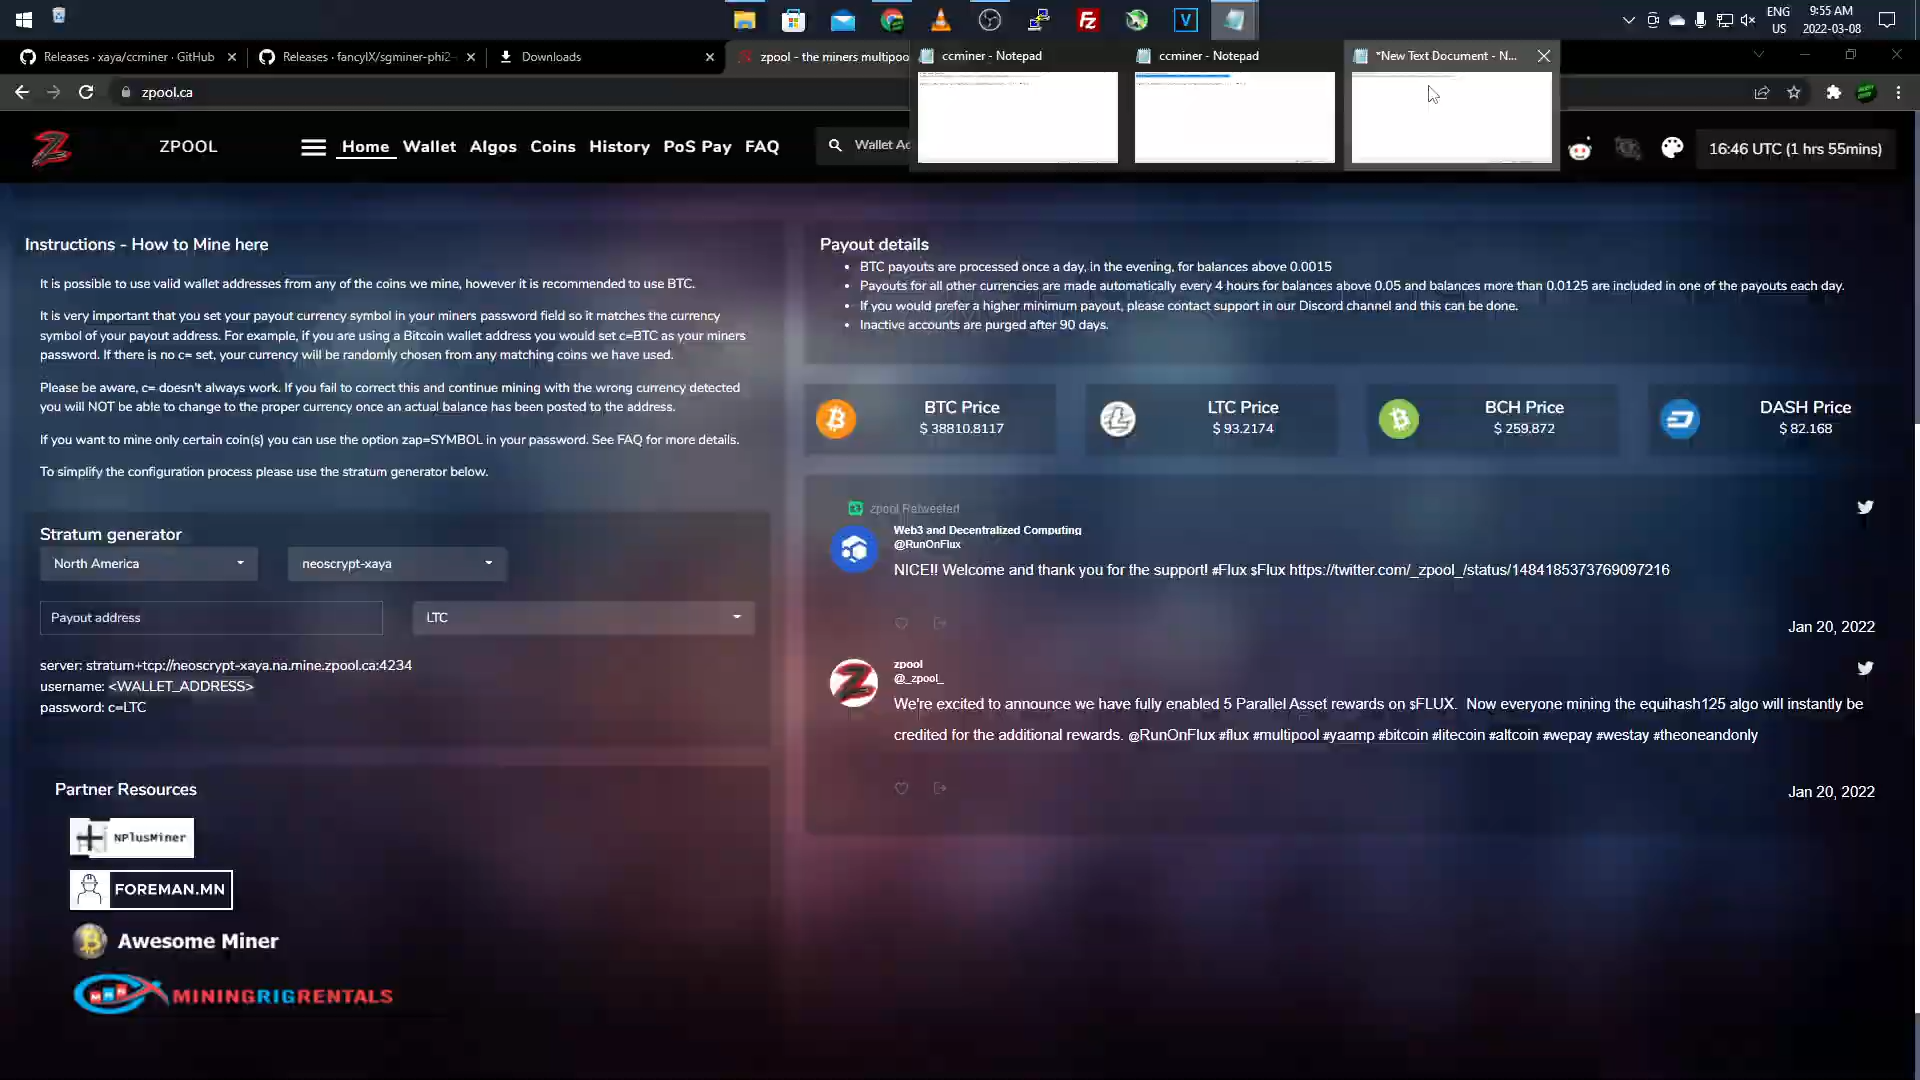 ENG
US
9:55 AM
2022-03-08
Releases · xaya/ccminer · GitHub
Releases · fancyIX/sgminer-phi2-
Downloads
zpool - the miners multipoo
ccminer - Notepad
ccminer - Notepad
*New Text Document - N...
zpool.ca
ZPOOL
Home Wallet Algos Coins History PoS Pay FAQ
Wallet Ad
16:46 UTC (1 hrs 55mins)
Instructions - How to Mine here
It is possible to use valid wallet addresses from any of the coins we mine, however it is recommended to use BTC.
It is very important that you set your payout currency symbol in your miners password field so it matches the currency
symbol of your payout address. For example, if you are using a Bitcoin wallet address you would set c=BTC as your miners
password. If there is no c= set, your currency will be randomly chosen from any matching coins we have used.
Please be aware, c= doesn't always work. If you fail to correct this and continue mining with the wrong currency detected
you will NOT be able to change to the proper currency once an actual balance has been posted to the address.
If you want to mine only certain coin(s) you can use the option zap=SYMBOL in your password. See FAQ for more details.
To simplify the configuration process please use the stratum generator below.
Stratum generator
North America
neoscrypt-xaya
Payout address
LTC
server: stratum+tcp://neoscrypt-xaya.na.mine.zpool.ca:4234
username: <WALLET_ADDRESS>
password: c=LTC
Partner Resources
NPlusMiner
FOREMAN.MN
Awesome Miner
MRR MININGRIGRENTALS
Payout details
• BTC payouts are processed once a day, in the evening, for balances above 0.0015
• Payouts for all other currencies are made automatically every 4 hours for balances above 0.05 and balances more than 0.0125 are included in one of the payouts each day.
• If you would prefer a higher minimum payout, please contact support in our Discord channel and this can be done.
• Inactive accounts are purged after 90 days.
BTC Price
$ 38810.8117
LTC Price
$ 93.2174
BCH Price
$ 259.872
DASH Price
$ 82.168
zpool Retweeted
Web3 and Decentralized Computing
@RunOnFlux
NICE!! Welcome and thank you for the support! #Flux $Flux https://twitter.com/_zpool_/status/1484185373769097216
Jan 20, 2022
zpool
@_zpool_
We're excited to announce we have fully enabled 5 Parallel Asset rewards on $FLUX. Now everyone mining the equihash125 algo will instantly be
credited for the additional rewards. @RunOnFlux #flux #multipool #yaamp #bitcoin #litecoin #altcoin #wepay #westay #theoneandonly
Jan 20, 2022